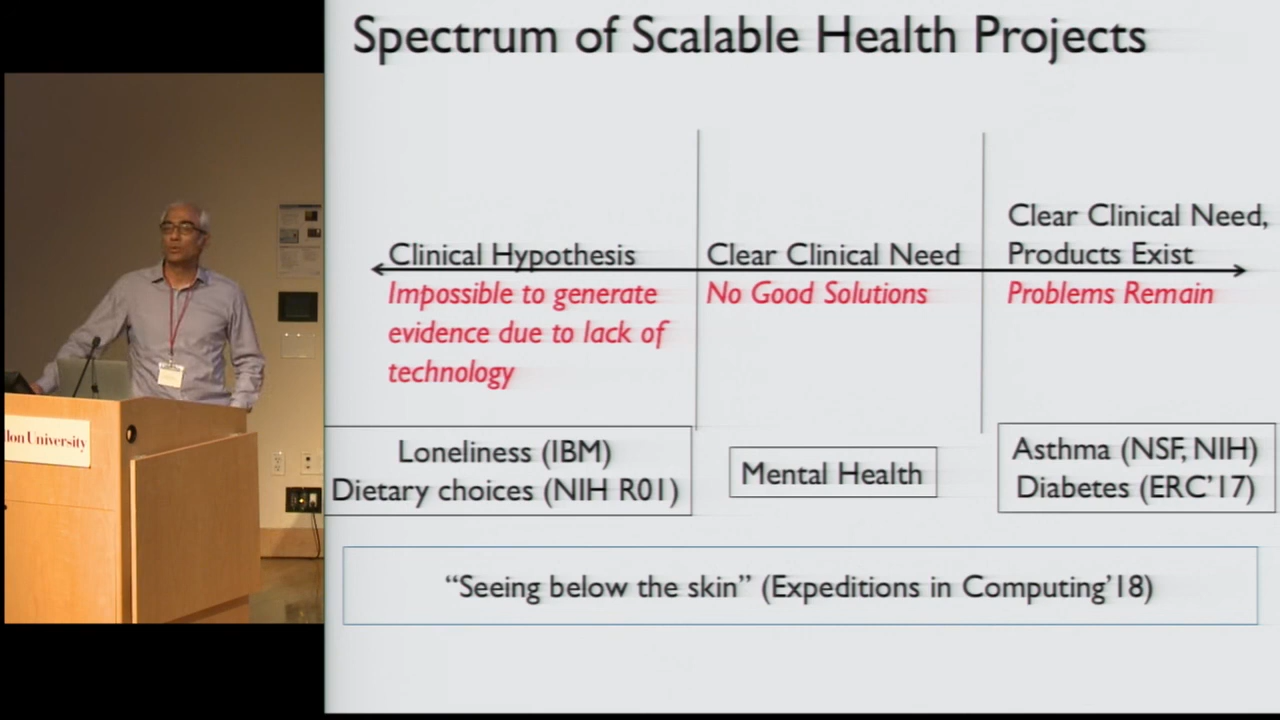 Spectrum of Scalable Health Projects
Clinical Hypothesis
Impossible to generate
evidence due to lack of
technology
Clear Clinical Need
No Good Solutions
Clear Clinical Need,
Products Exist
Problems Remain
Loneliness (IBM)
Dietary choices (NIH R01)
Mental Health
Asthma (NSF, NIH)
Diabetes (ERC'17)
“Seeing below the skin” (Expeditions in Computing'18)
lon University